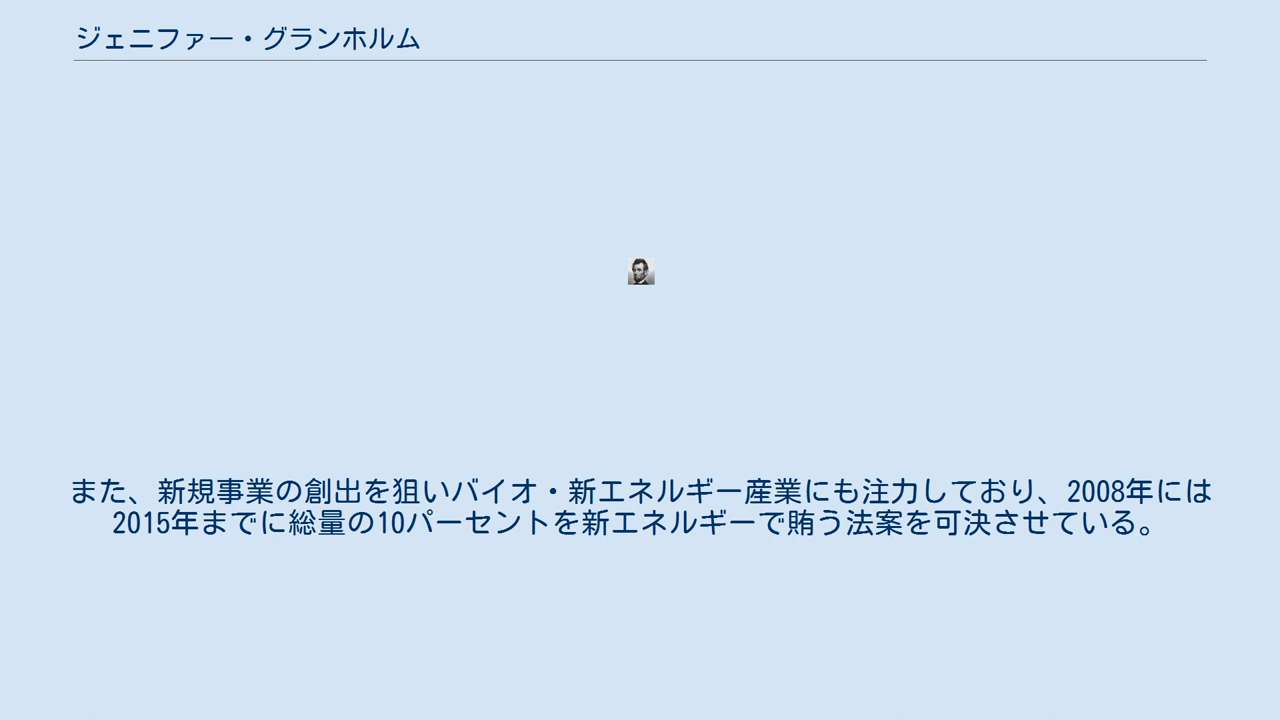 ジェニファー・グランホルム
また、新規事業の創出を狙いバイオ・新エネルギー産業にも注力しており、2008年には
2015年までに総量の10パーセントを新エネルギーで賄う法案を可決させている。